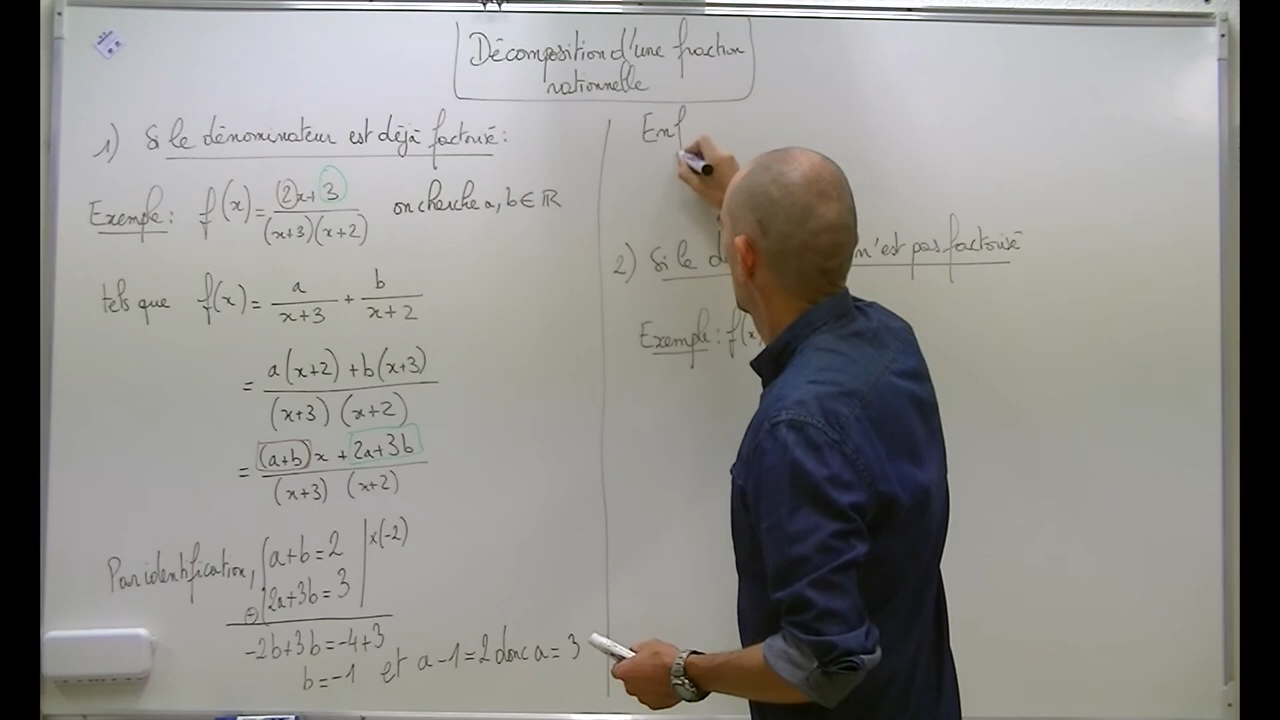 Décomposition d'une fraction
rationnelle
1) Si le dénominateur est déjà factorisé :
Exemple : f(x) = (2x+3)/((x+3)(x+2)) on cherche a, b ∈ ℝ
tels que f(x) = a/(x+3) + b/(x+2)
= (a(x+2) + b(x+3))/((x+3)(x+2))
= ((a+b)x + 2a+3b)/((x+3)(x+2))
Par identification, { a+b = 2 | x(-2)
2a+3b = 3
-2b+3b = -4+3
b = -1 et a-1 = 2 donc a = 3
Enf
2) Si le d n'est pas factorisé
Exemple : f(x